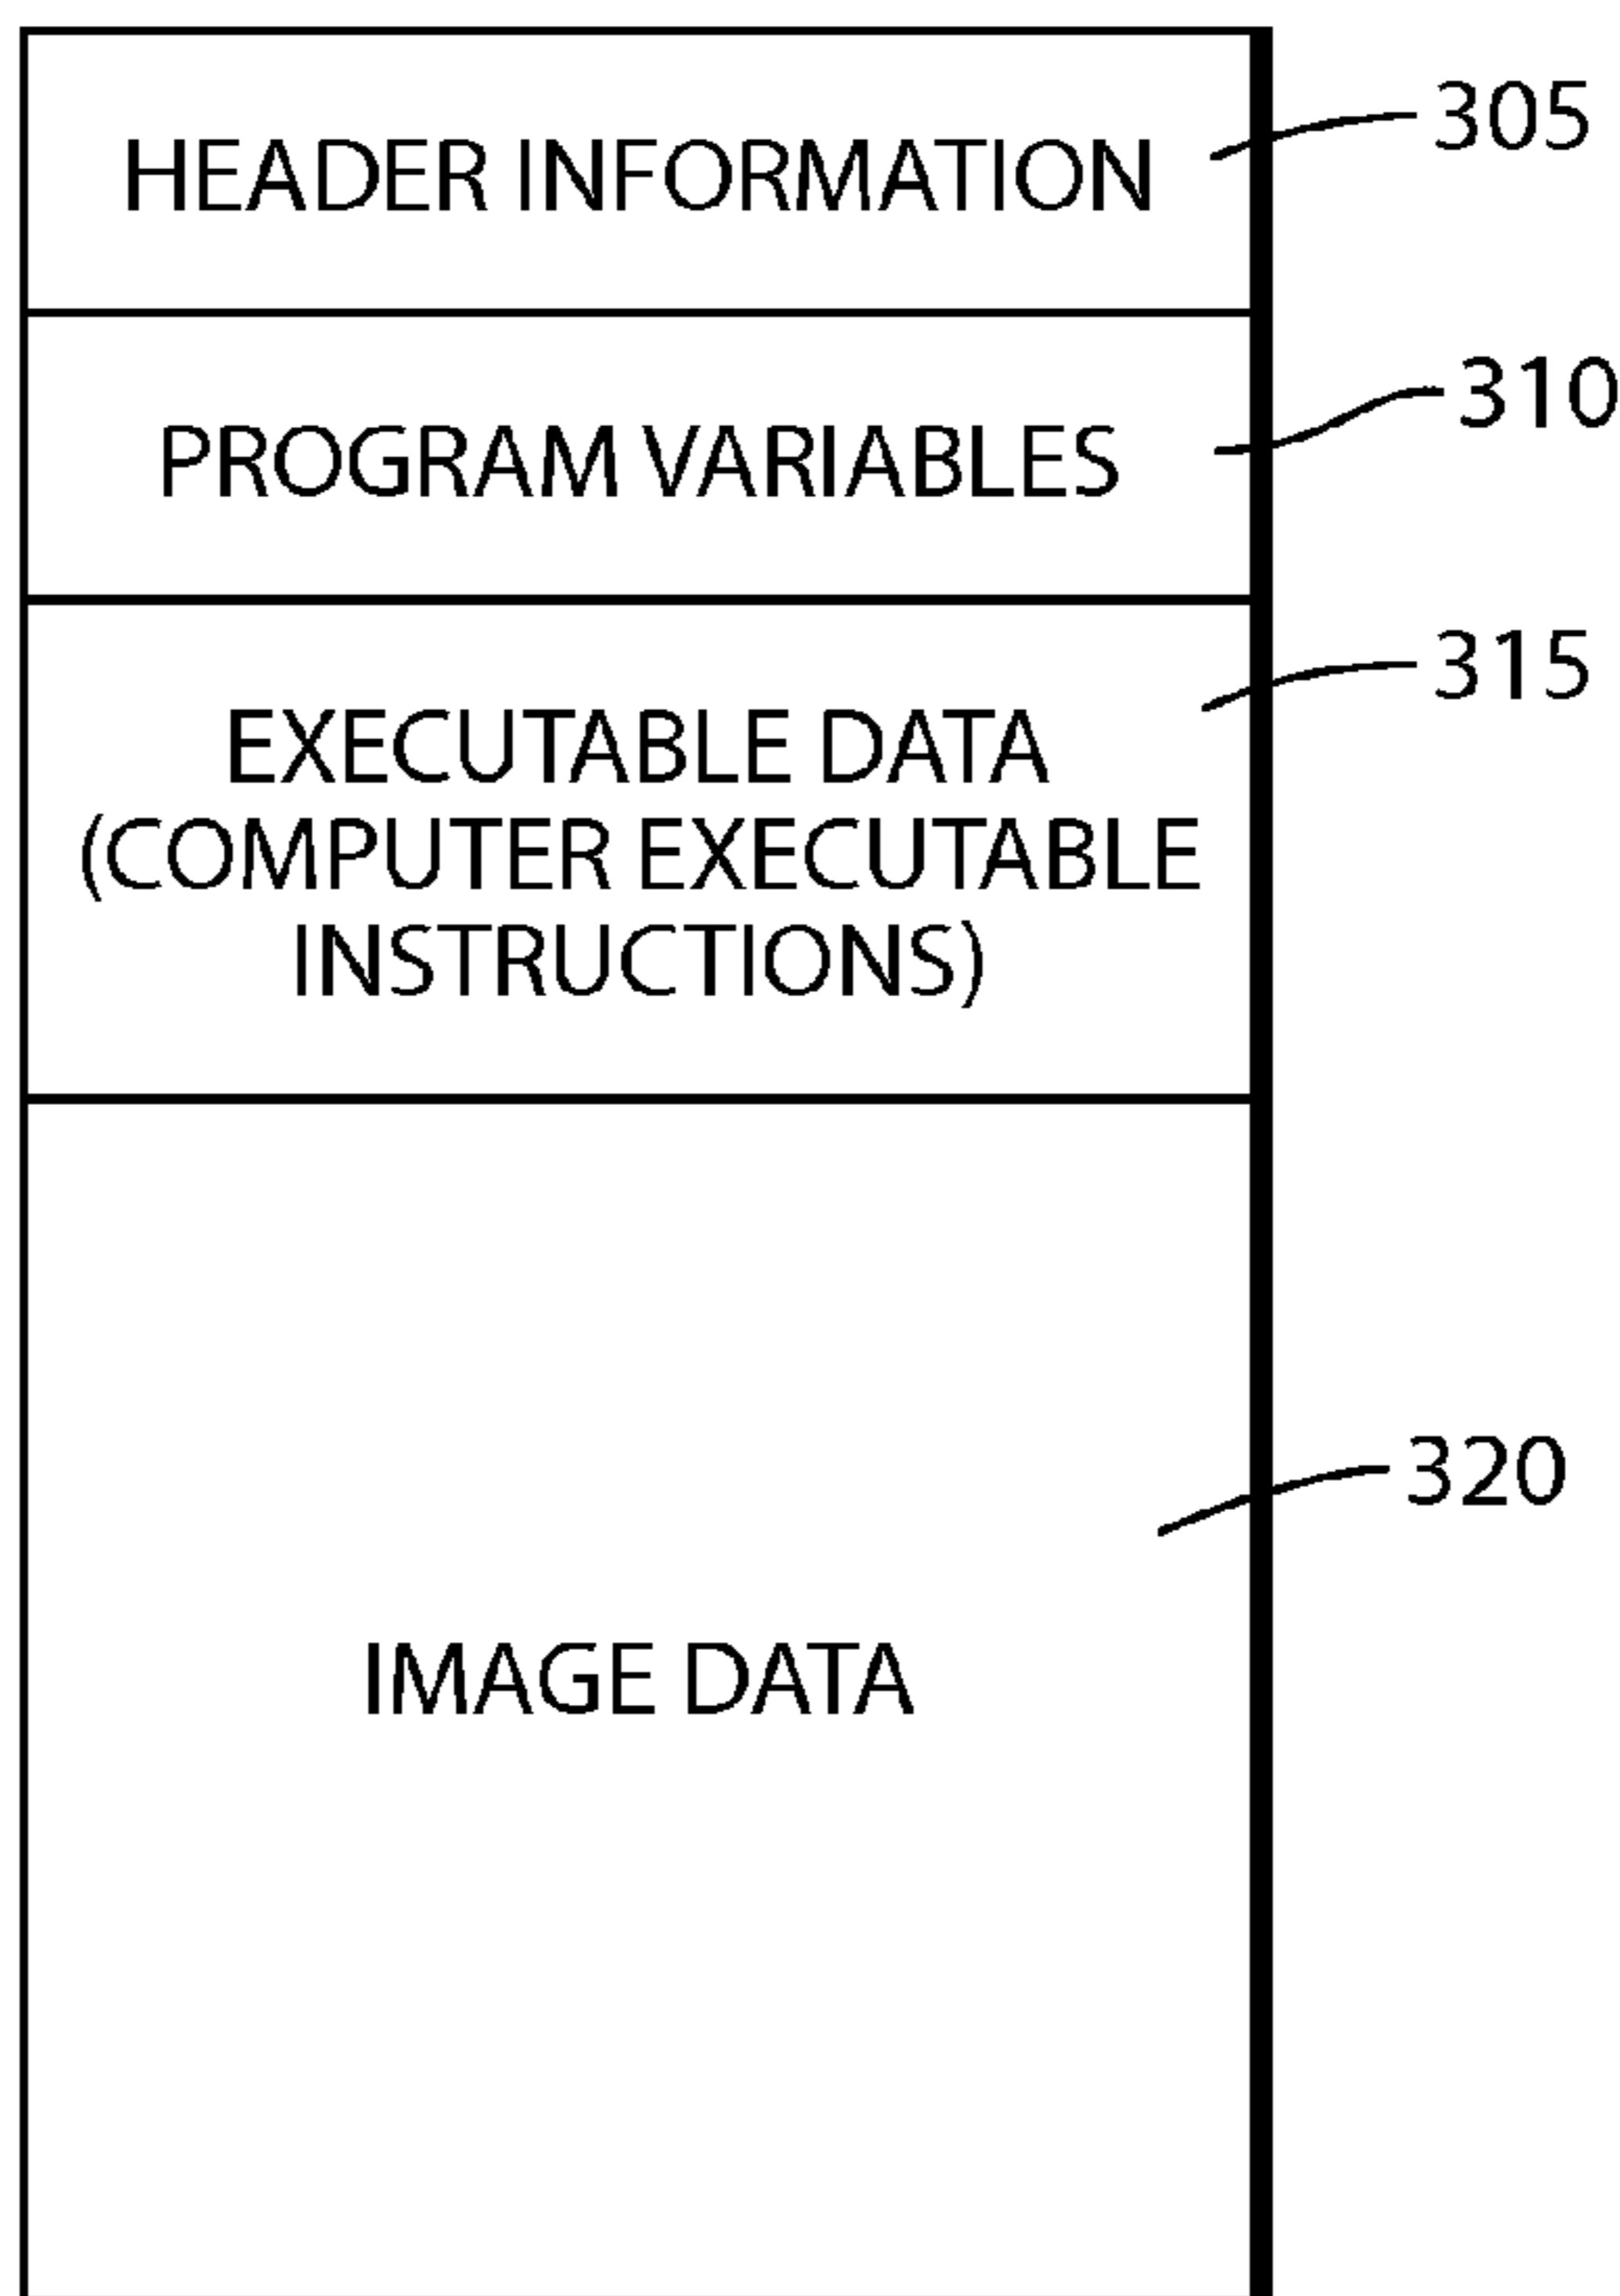 HEADER INFORMATION
305
PROGRAM VARIABLES
310
EXECUTABLE DATA
(COMPUTER EXECUTABLE
INSTRUCTIONS)
315
IMAGE DATA
320